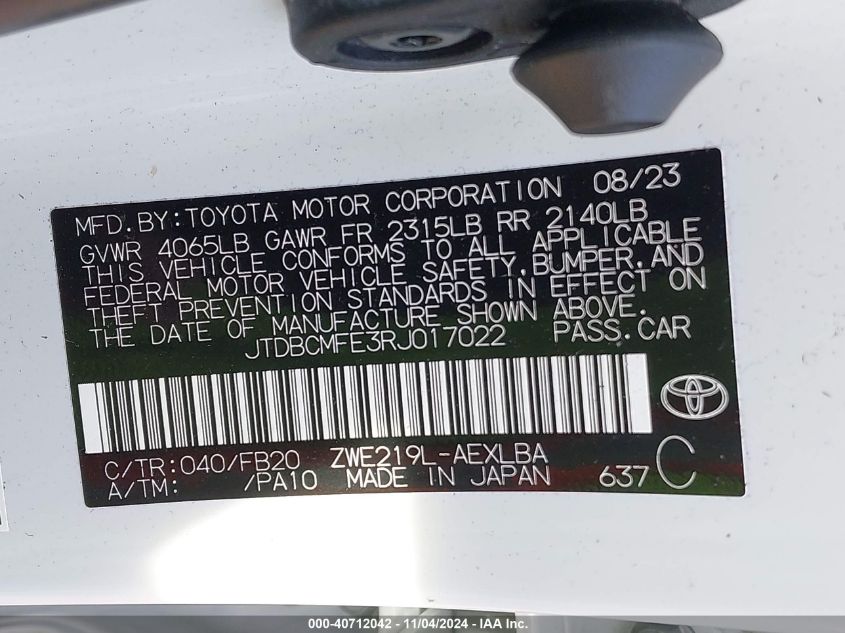 MFD.BY:TOYOTA MOTOR CORPORATION 08/23
GVWR 4065LB GAWR FR 2315LB RR 2140LB
THIS VEHICLE CONFORMS TO ALL APPLICABLE
FEDERAL MOTOR VEHICLE SAFETY,BUMPER,AND
THEFT PREVENTION STANDARDS IN EFFECT ON
THE DATE OF MANUFACTURE SHOWN ABOVE.
JTDBCMFE3RJ017022 PASS.CAR
C/TR:040/FB20 ZWE219L-AEXLBA
A/TM: /PA10 MADE IN JAPAN 637 C
000-40712042 - 11/04/2024 - IAA Inc.